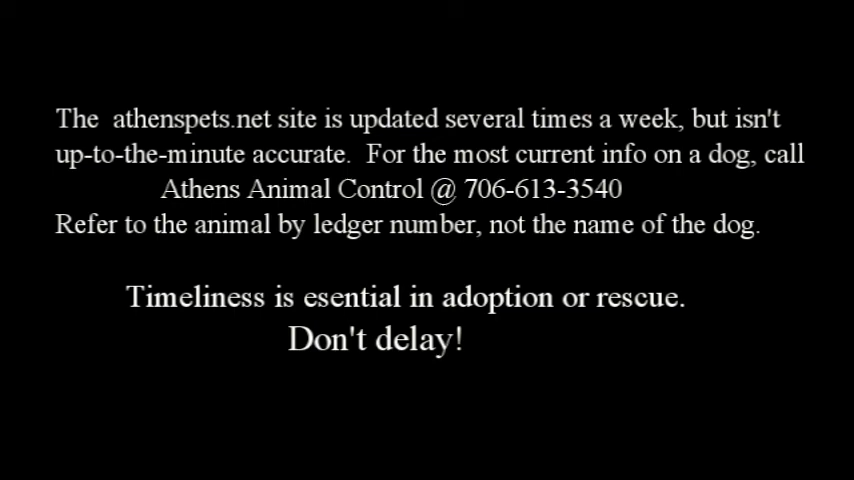 The athenspets.net site is updated several times a week, but isn't
up-to-the-minute accurate. For the most current info on a dog, call
Athens Animal Control @ 706-613-3540
Refer to the animal by ledger number, not the name of the dog.
Timeliness is esential in adoption or rescue.
Don't delay!